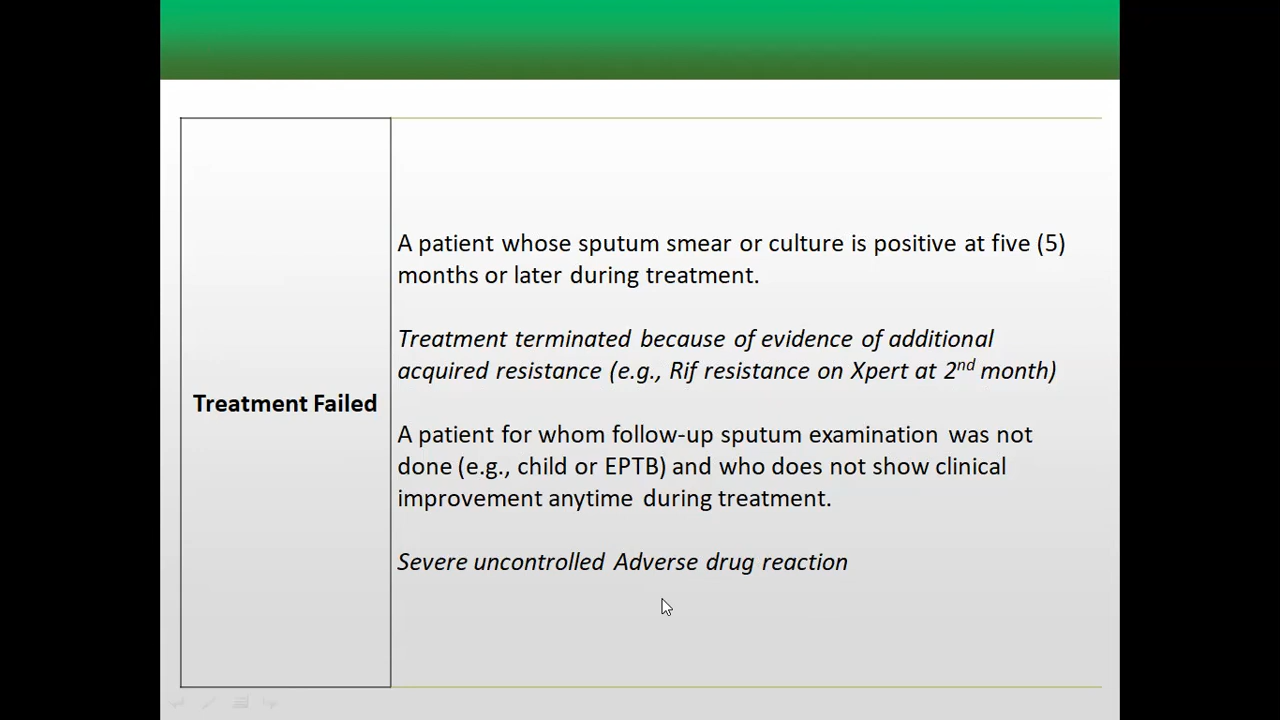 Treatment Failed
A patient whose sputum smear or culture is positive at five (5)
months or later during treatment.
Treatment terminated because of evidence of additional
acquired resistance (e.g., Rif resistance on Xpert at 2nd month)
A patient for whom follow-up sputum examination was not
done (e.g., child or EPTB) and who does not show clinical
improvement anytime during treatment.
Severe uncontrolled Adverse drug reaction